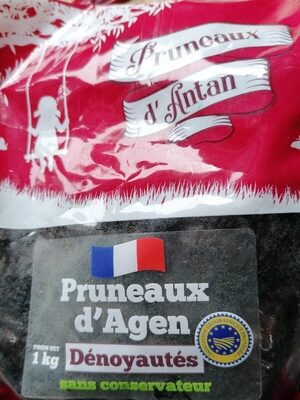 Pruneaux
d'Antan
Pruneaux
d'Agen
POIDS NET
1 kg
Dénoyautés
sans conservateur